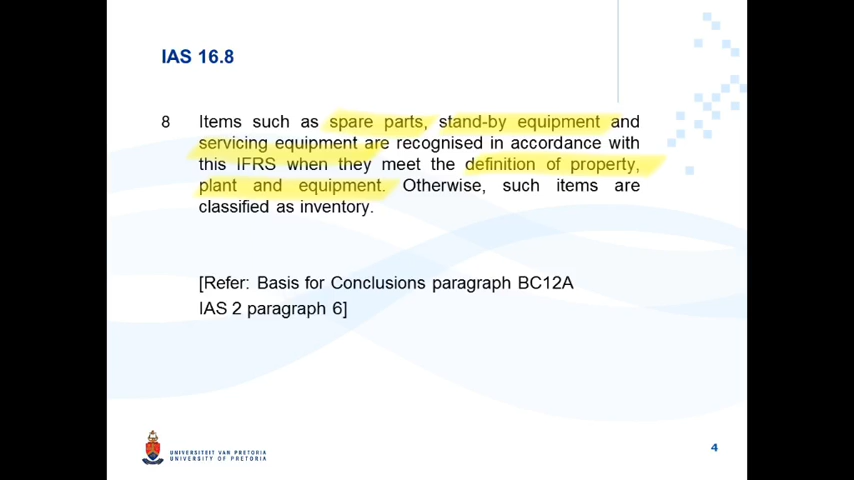 IAS 16.8
8 Items such as spare parts, stand-by equipment and
servicing equipment are recognised in accordance with
this IFRS when they meet the definition of property,
plant and equipment. Otherwise, such items are
classified as inventory.
[Refer: Basis for Conclusions paragraph BC12A
IAS 2 paragraph 6]
UNIVERSITEIT VAN PRETORIA
UNIVERSITY OF PRETORIA
4